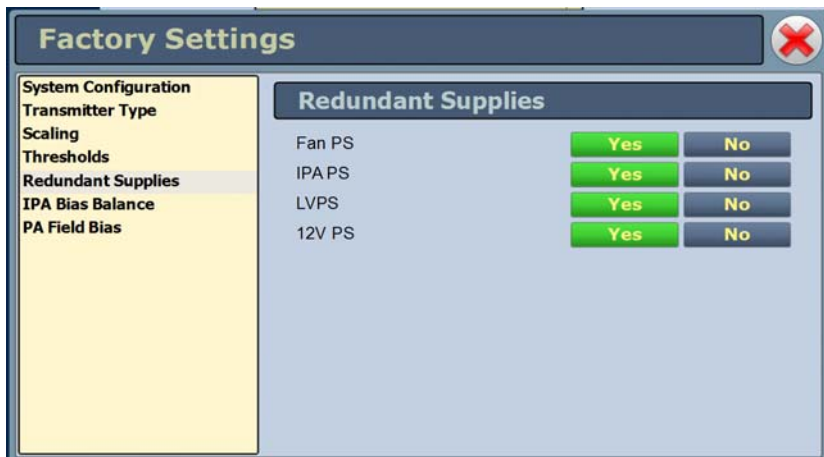 Factory Settings
System Configuration
Transmitter Type
Scaling
Thresholds
Redundant Supplies
IPA Bias Balance
PA Field Bias
Redundant Supplies
Fan PS Yes No
IPA PS Yes No
LVPS Yes No
12V PS Yes No